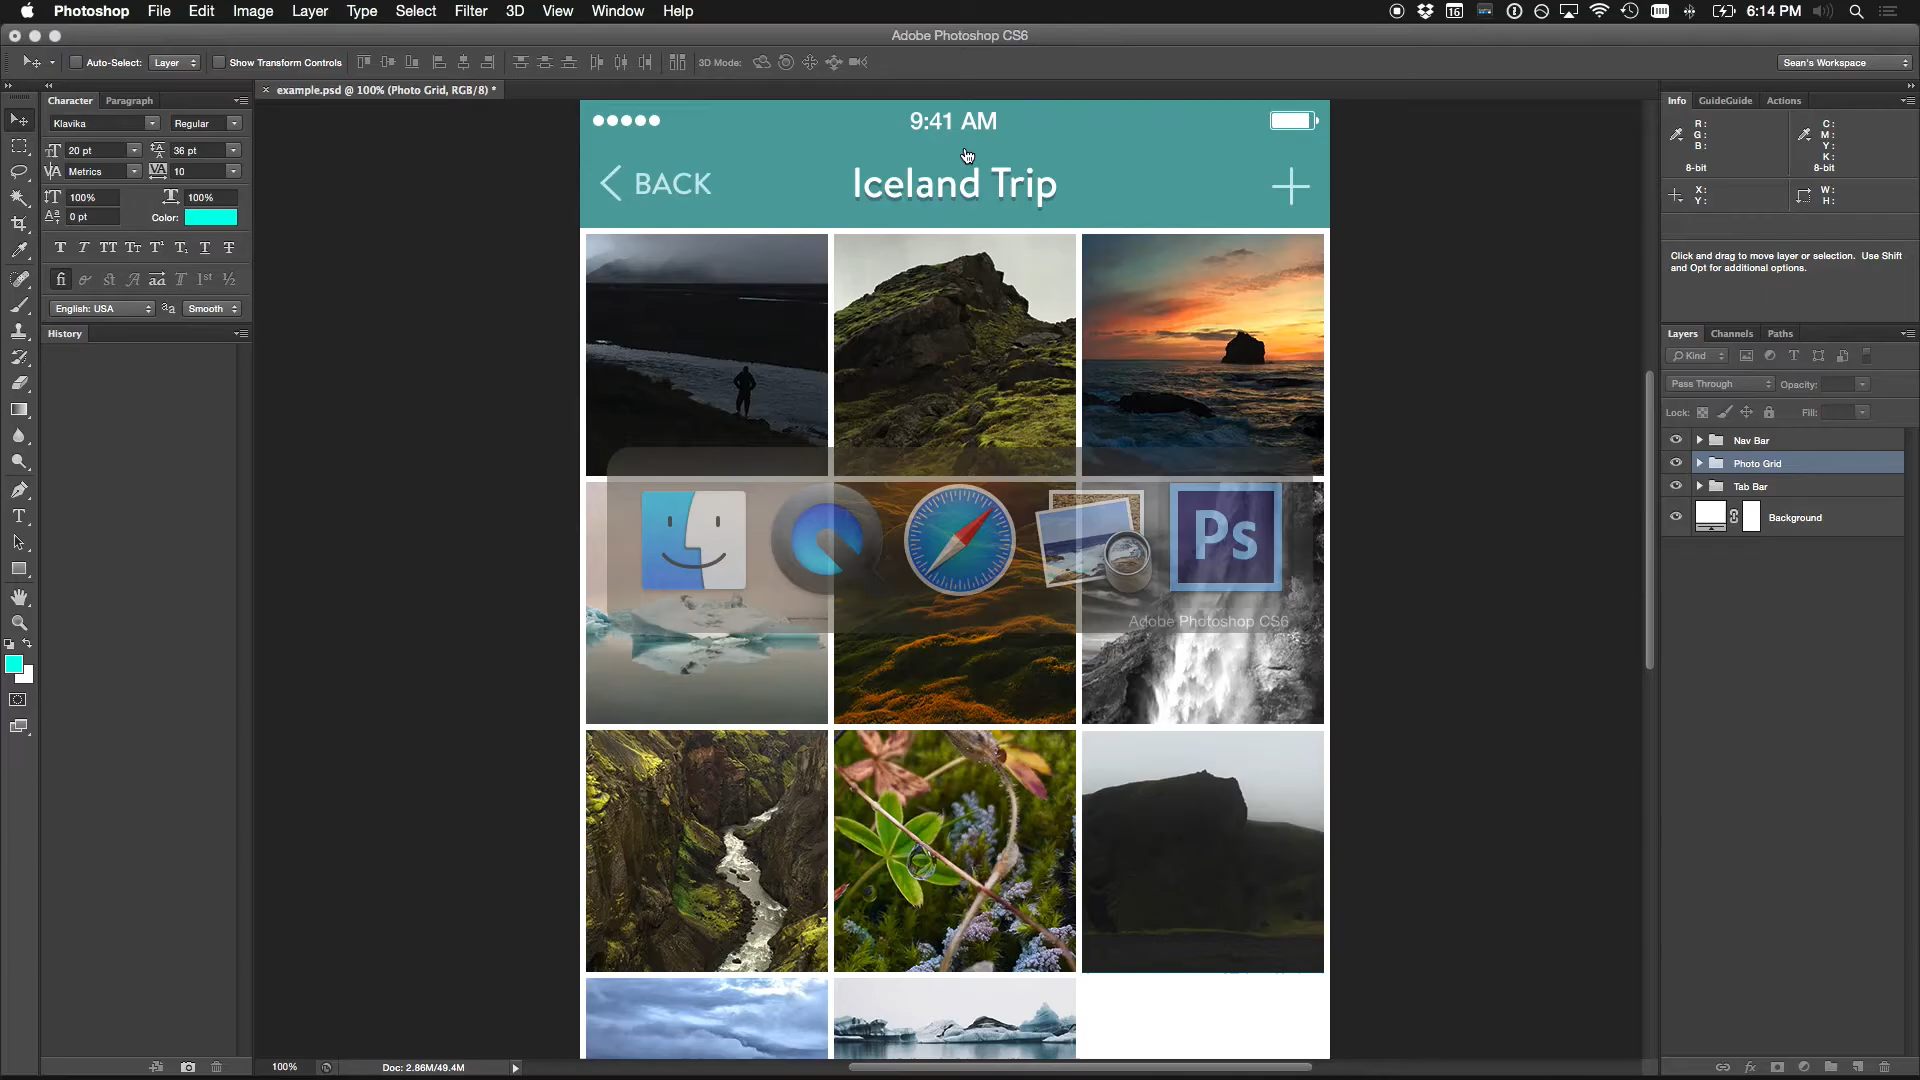 Photoshop File Edit Image Layer Type Select Filter 3D View Window Help
16 6:14 PM
Adobe Photoshop CS6
Auto-Select: Layer Show Transform Controls 3D Mode: Sean's Workspace
Character Paragraph
example.psd @ 100% (Photo Grid, RGB/8) *
Info GuideGuide Actions
Klavika Regular
20 pt 36 pt
Metrics 10
100% 100%
0 pt Color:
English: USA Smooth
History
R: C:
G: M:
B: Y:
K:
8-bit 8-bit
X: W:
Y: H:
Click and drag to move layer or selection. Use Shift
and Opt for additional options.
Layers Channels Paths
Kind
Pass Through Opacity:
Lock: Fill:
Nav Bar
Photo Grid
Tab Bar
Background
9:41 AM
BACK Iceland Trip
Ps
Adobe Photoshop CS6
100% Doc: 2.86M/49.4M